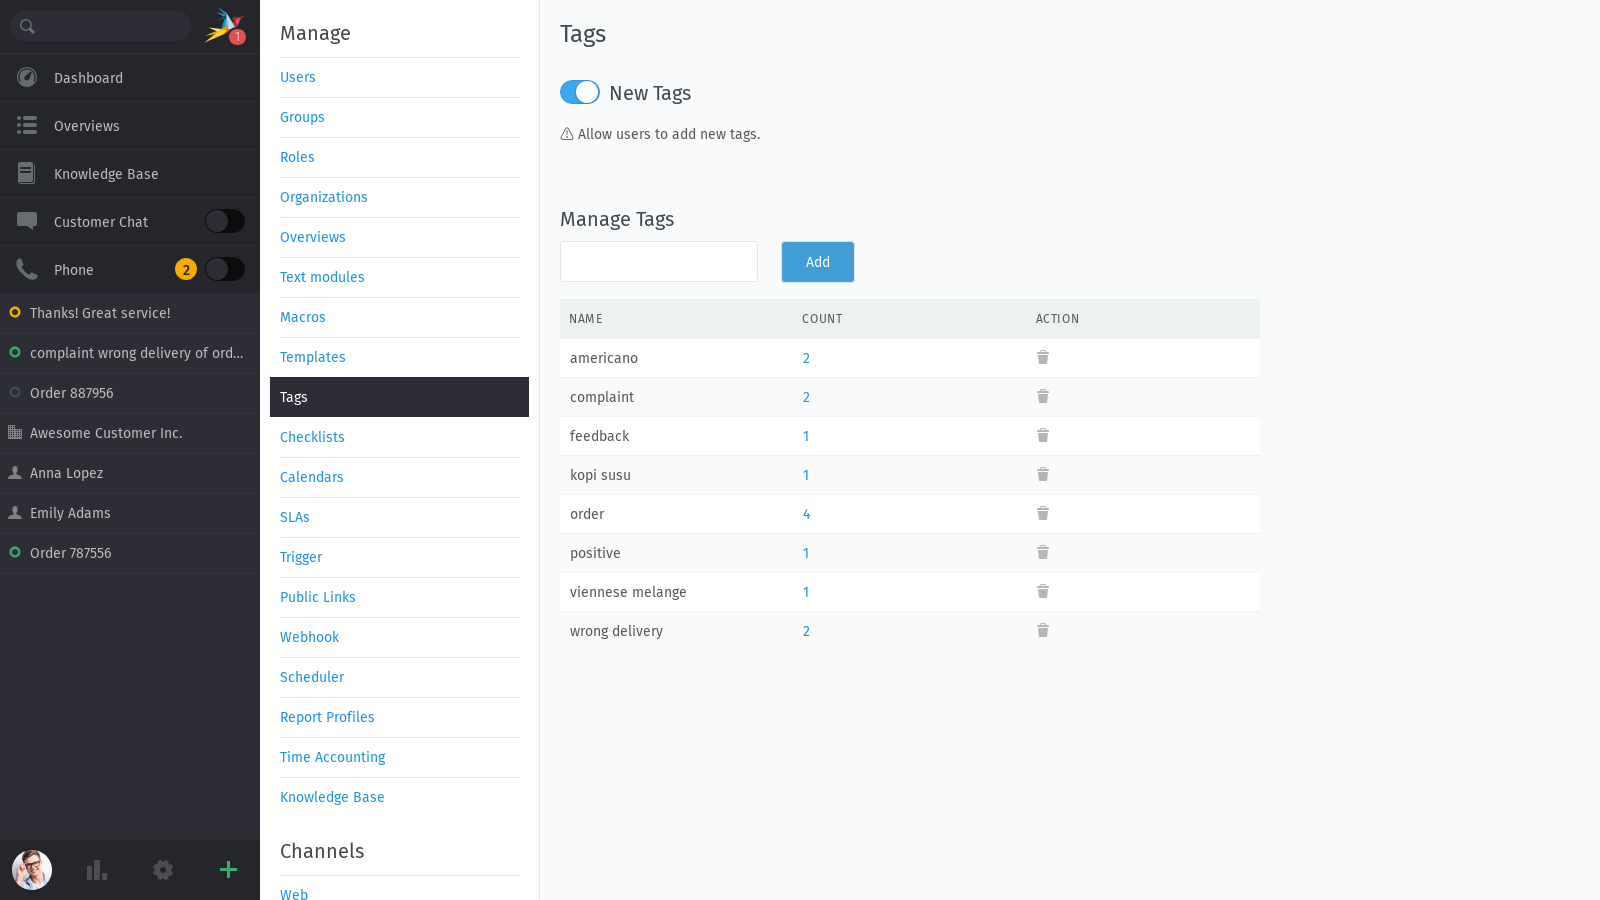 1
Dashboard
Overviews
Knowledge Base
Customer Chat
Phone 2
Thanks! Great service!
complaint wrong delivery of ord...
Order 887956
Awesome Customer Inc.
Anna Lopez
Emily Adams
Order 787556
Manage
Users
Groups
Roles
Organizations
Overviews
Text modules
Macros
Templates
Tags
Checklists
Calendars
SLAs
Trigger
Public Links
Webhook
Scheduler
Report Profiles
Time Accounting
Knowledge Base
Channels
Web
Tags
New Tags
Allow users to add new tags.
Manage Tags
Add
NAME COUNT ACTION
americano 2
complaint 2
feedback 1
kopi susu 1
order 4
positive 1
viennese melange 1
wrong delivery 2